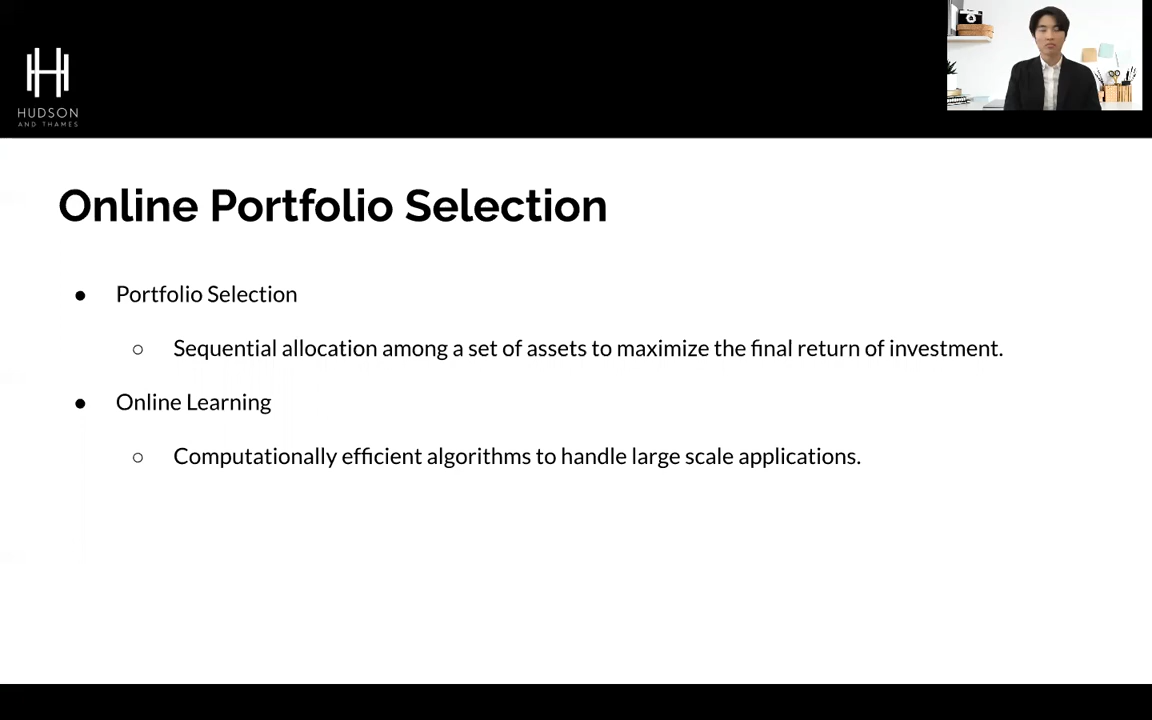 HUDSON
AND THAMES
Online Portfolio Selection
● Portfolio Selection
○ Sequential allocation among a set of assets to maximize the final return of investment.
● Online Learning
○ Computationally efficient algorithms to handle large scale applications.